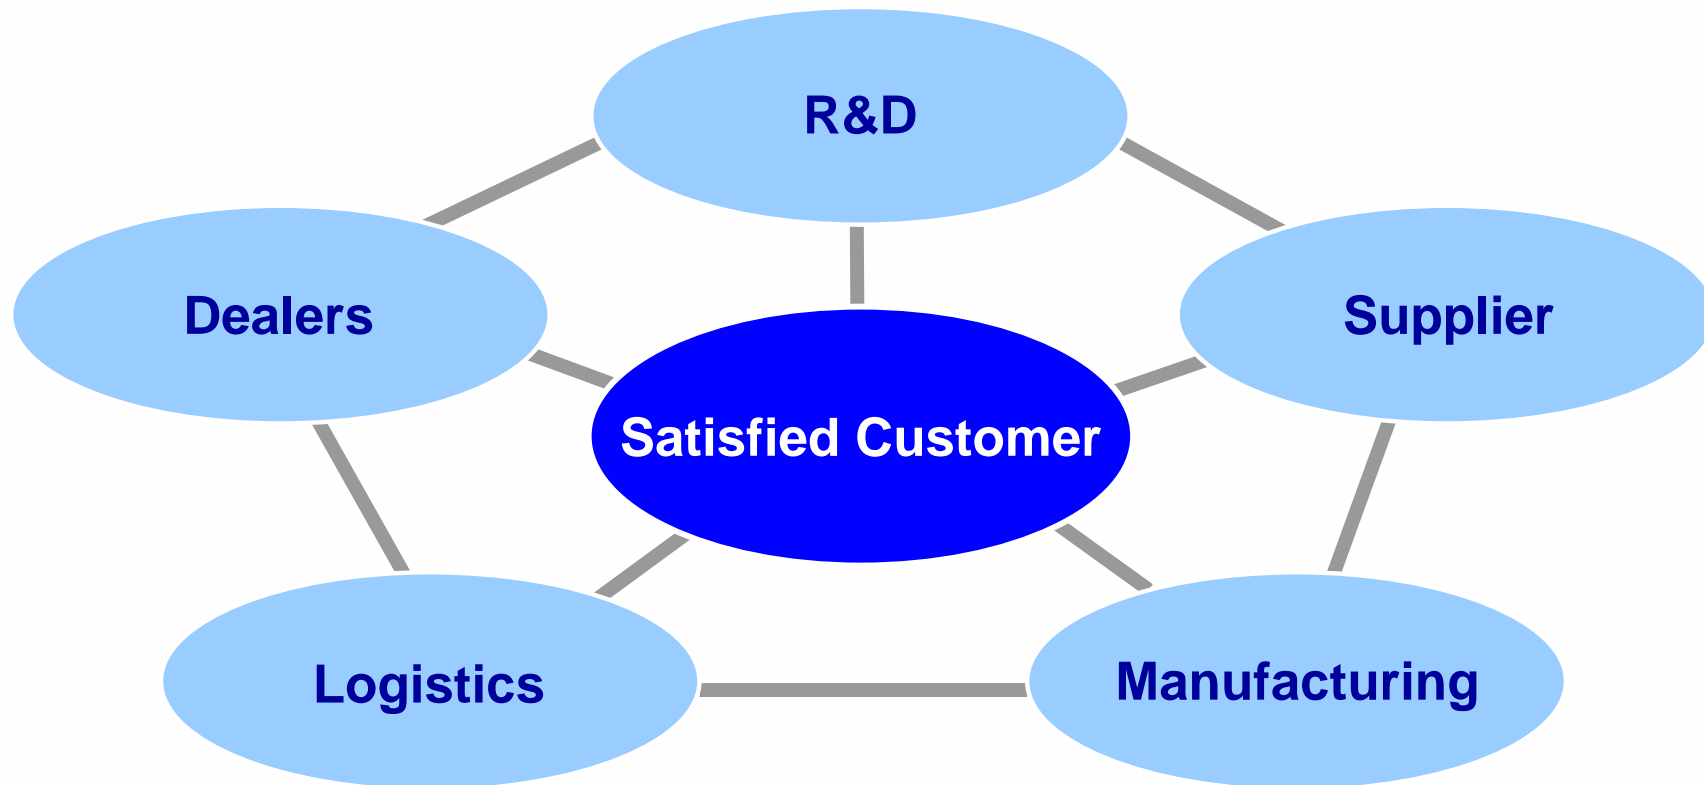 R&D
Dealers
Supplier
Satisfied Customer
Logistics
Manufacturing